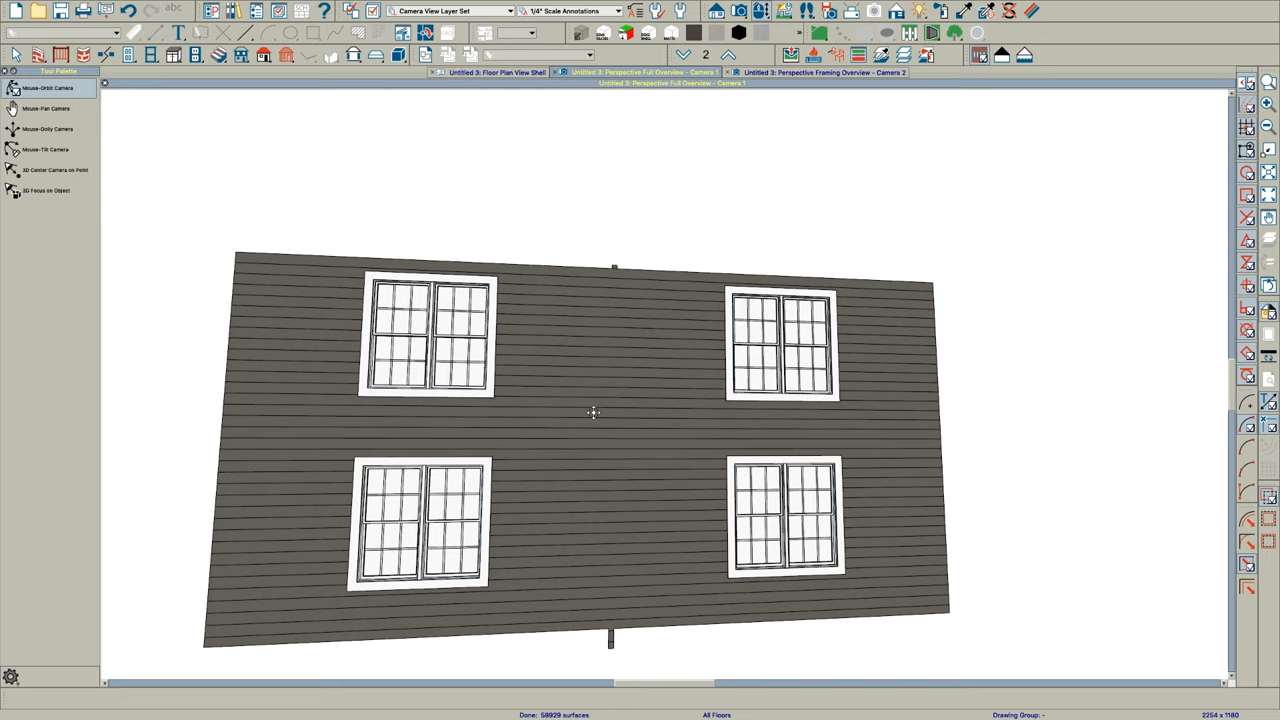 abc
Camera View Layer Set
1/4" Scale Annotations
2
Tool Palette
Untitled 3: Floor Plan View Shell
Untitled 3: Perspective Full Overview - Camera 1
Untitled 3: Perspective Framing Overview - Camera 2
Untitled 3: Perspective Full Overview - Camera 1
Mouse-Orbit Camera
Mouse-Pan Camera
Mouse-Dolly Camera
Mouse-Tilt Camera
3D Center Camera on Point
3D Focus on Object
Done: 58929 surfaces
All Floors
Drawing Group: -
2254 x 1180